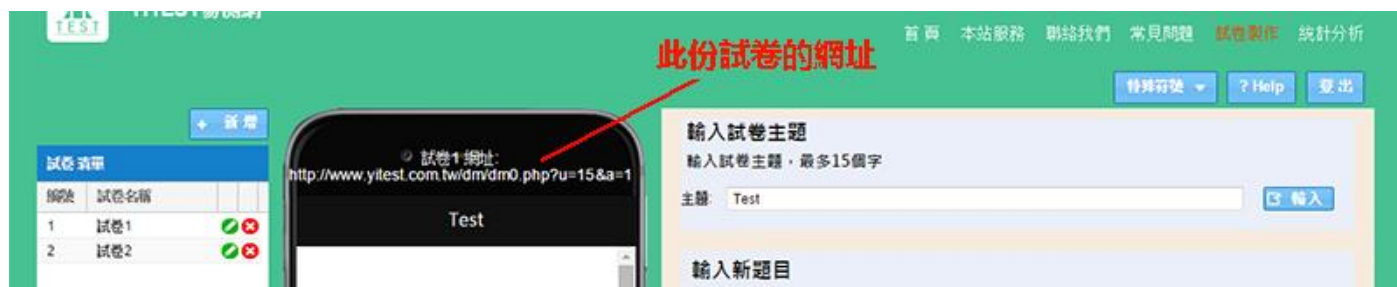 TEST
首頁 本站服務 聯絡我們 常見問題 試卷製作 統計分析
此份試卷的網址
特殊符號 ? Help 登出
+ 新增
輸入試卷主題
試卷1 網址:
http://www.yitest.com.tw/dm/dm0.php?u=15&a=1
輸入試卷主題，最多15個字
試卷清單
編號 試卷名稱
主題: Test 輸入
Test
1 試卷1
2 試卷2
輸入新題目